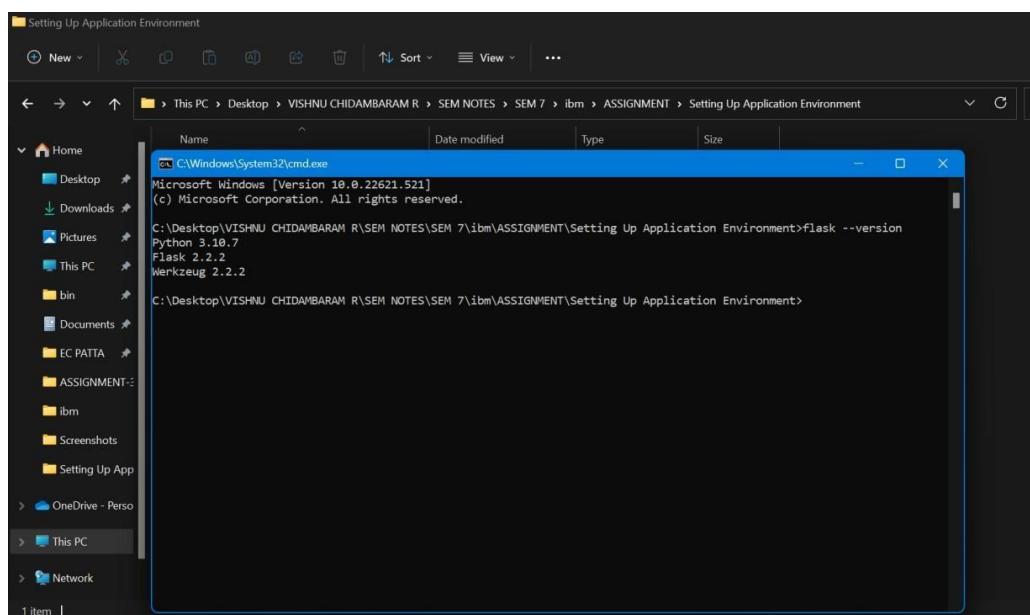 Setting Up Application Environment
New
Sort
View
This PC > Desktop > VISHNU CHIDAMBARAM R > SEM NOTES > SEM 7 > ibm > ASSIGNMENT > Setting Up Application Environment
Name Date modified Type Size
Home
Desktop
Downloads
Pictures
This PC
bin
Documents
EC PATTA
ASSIGNMENT-3
ibm
Screenshots
Setting Up App
OneDrive - Perso
This PC
Network
1 item
C:\Windows\System32\cmd.exe
Microsoft Windows [Version 10.0.22621.521]
(c) Microsoft Corporation. All rights reserved.
C:\Desktop\VISHNU CHIDAMBARAM R\SEM NOTES\SEM 7\ibm\ASSIGNMENT\Setting Up Application Environment>flask --version
Python 3.10.7
Flask 2.2.2
Werkzeug 2.2.2
C:\Desktop\VISHNU CHIDAMBARAM R\SEM NOTES\SEM 7\ibm\ASSIGNMENT\Setting Up Application Environment>